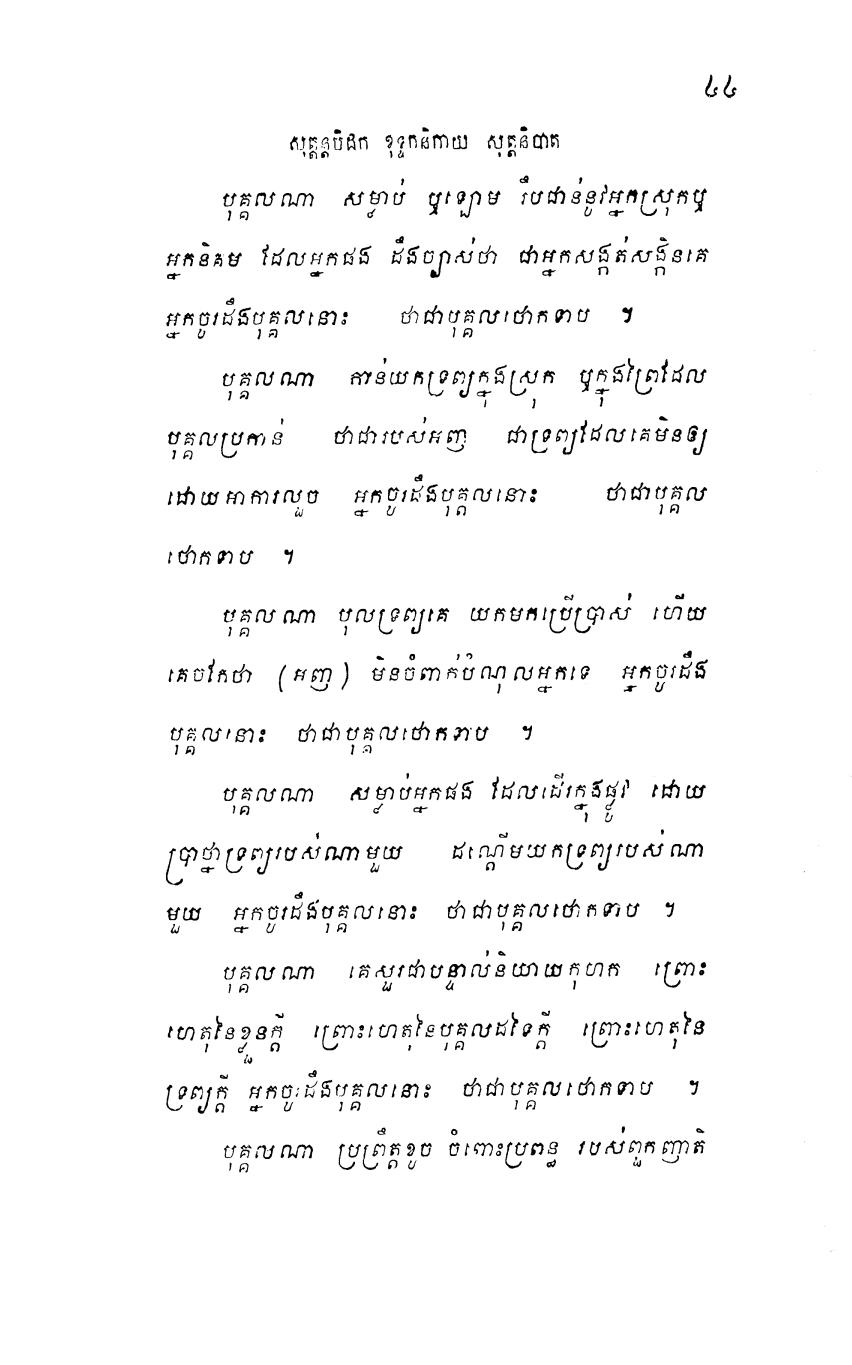 ៤៤
សុត្តន្តបិដក ខុទ្ទកនិកាយ សុត្តនិបាត
បុគ្គលណា សម្លាប់ ឬឡោម រឹបជាន់នូវអ្នកស្រុកឬ
អ្នកនិគម ដែលអ្នកផង ដឹងច្បាស់ថា ជាអ្នកសង្កត់សង្កិនគេ
អ្នកចូរដឹងបុគ្គលនោះ ថាជាបុគ្គលថោកទាប ។
បុគ្គលណា កាន់យកទ្រព្យក្នុងស្រុក ឬក្នុងព្រៃដែល
បុគ្គលប្រកាន់ ថាជារបស់អញ ជាទ្រព្យដែលគេមិនឲ្យ
ដោយអាការលួច អ្នកចូរដឹងបុគ្គលនោះ ថាជាបុគ្គល
ថោកទាប ។
បុគ្គលណា បុលទ្រព្យគេ យកមកប្រើប្រាស់ ហើយ
គេចកែថា (អញ) មិនចំពាក់បំណុលអ្នកទេ អ្នកចូរដឹង
បុគ្គលនោះ ថាជាបុគ្គលថោកទាប ។
បុគ្គលណា សម្លាប់អ្នកផង ដែលដើរក្នុងផ្លូវ ដោយ
ប្រាថ្នាទ្រព្យរបស់ណាមួយ ដណ្តើមយកទ្រព្យរបស់ណា
មួយ អ្នកចូរដឹងបុគ្គលនោះ ថាជាបុគ្គលថោកទាប ។
បុគ្គលណា គេសួរជាបន្ទាល់និយាយកុហក ព្រោះ
ហេតុនៃខ្លួនក្តី ព្រោះហេតុនៃបុគ្គលដទៃក្តី ព្រោះហេតុនៃ
ទ្រព្យក្តី អ្នកចូរដឹងបុគ្គលនោះ ថាជាបុគ្គលថោកទាប ។
បុគ្គលណា ប្រព្រឹត្តខូច ចំពោះប្រពន្ធ របស់ពួកញាតិ